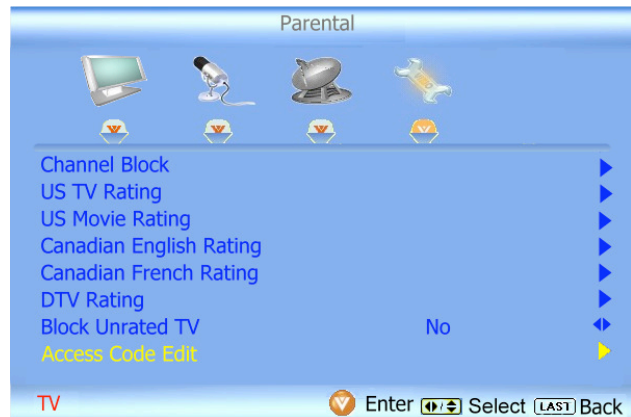 Parental
Channel Block
US TV Rating
US Movie Rating
Canadian English Rating
Canadian French Rating
DTV Rating
Block Unrated TV No
Access Code Edit
TV Enter Select LAST Back